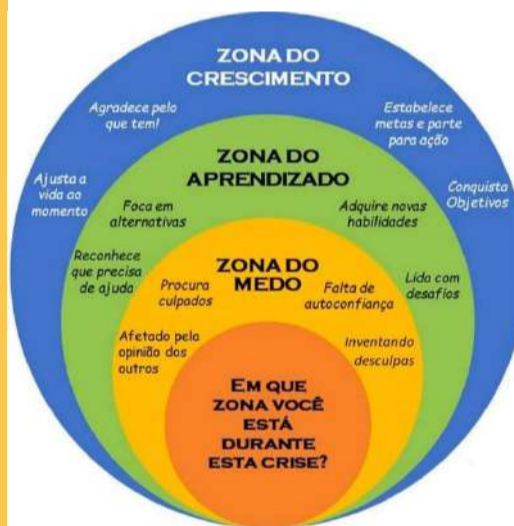 ZONA DO
CRESCIMENTO
Agradece pelo
que tem!
Estabelece
metas e parte
para ação
Ajusta a
vida ao
momento
Conquista
Objetivos
ZONA DO
APRENDIZADO
Foca em
alternativas
Adquire novas
habilidades
Reconhece
que precisa
de ajuda
Lida com
desafios
ZONA DO
MEDO
Procura
culpados
Falta de
autoconfiança
Afetado pela
opinião dos
outros
Inventando
desculpas
EM QUE
ZONA VOCÊ
ESTÁ
DURANTE
ESTA CRISE?